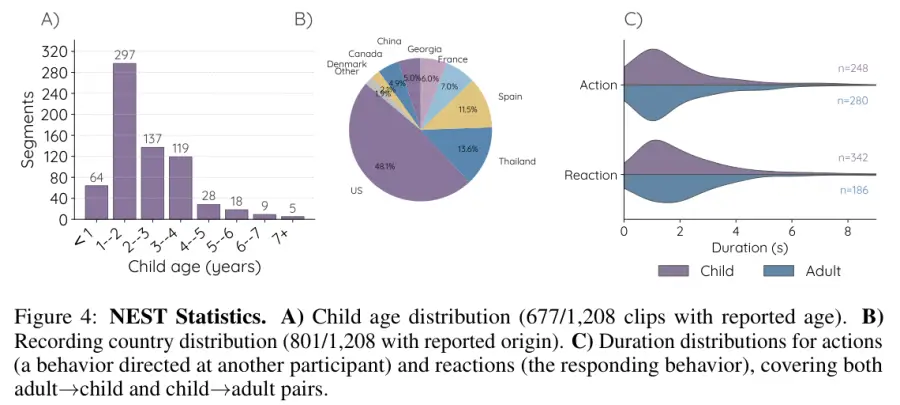 A)
Segments
320
280
240
200
160
120
80
40
0
64
297
137
119
28
18
9
5
< 1
1--2
2--3
3--4
4--5
5--6
6--7
7+
Child age (years)
B)
China
Georgia
Canada
France
Denmark
Other
Spain
Thailand
US
4.9%
5.0%
6.0%
7.0%
11.5%
13.6%
48.1%
1.9%
C)
Action
n=248
n=280
Reaction
n=342
n=186
0 2 4 6 8
Duration (s)
Child Adult
Figure 4: NEST Statistics. A) Child age distribution (677/1,208 clips with reported age). B)
Recording country distribution (801/1,208 with reported origin). C) Duration distributions for actions
(a behavior directed at another participant) and reactions (the responding behavior), covering both
adult→child and child→adult pairs.